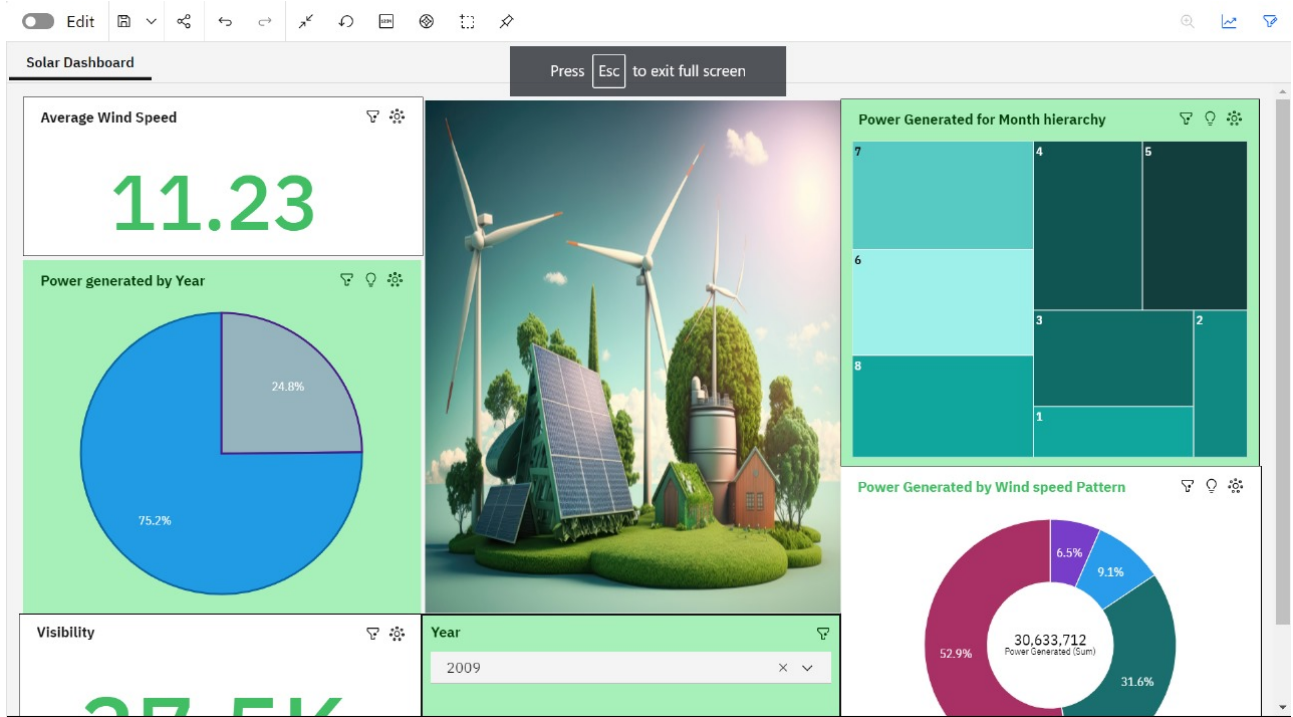 Edit
Solar Dashboard
Press Esc to exit full screen
Average Wind Speed
11.23
Power generated by Year
24.8%
75.2%
Visibility
37.5K
Year
2009
Power Generated for Month hierarchy
7
4
5
6
3
2
8
1
Power Generated by Wind speed Pattern
6.5%
9.1%
52.9%
30,633,712
Power Generated (Sum)
31.6%